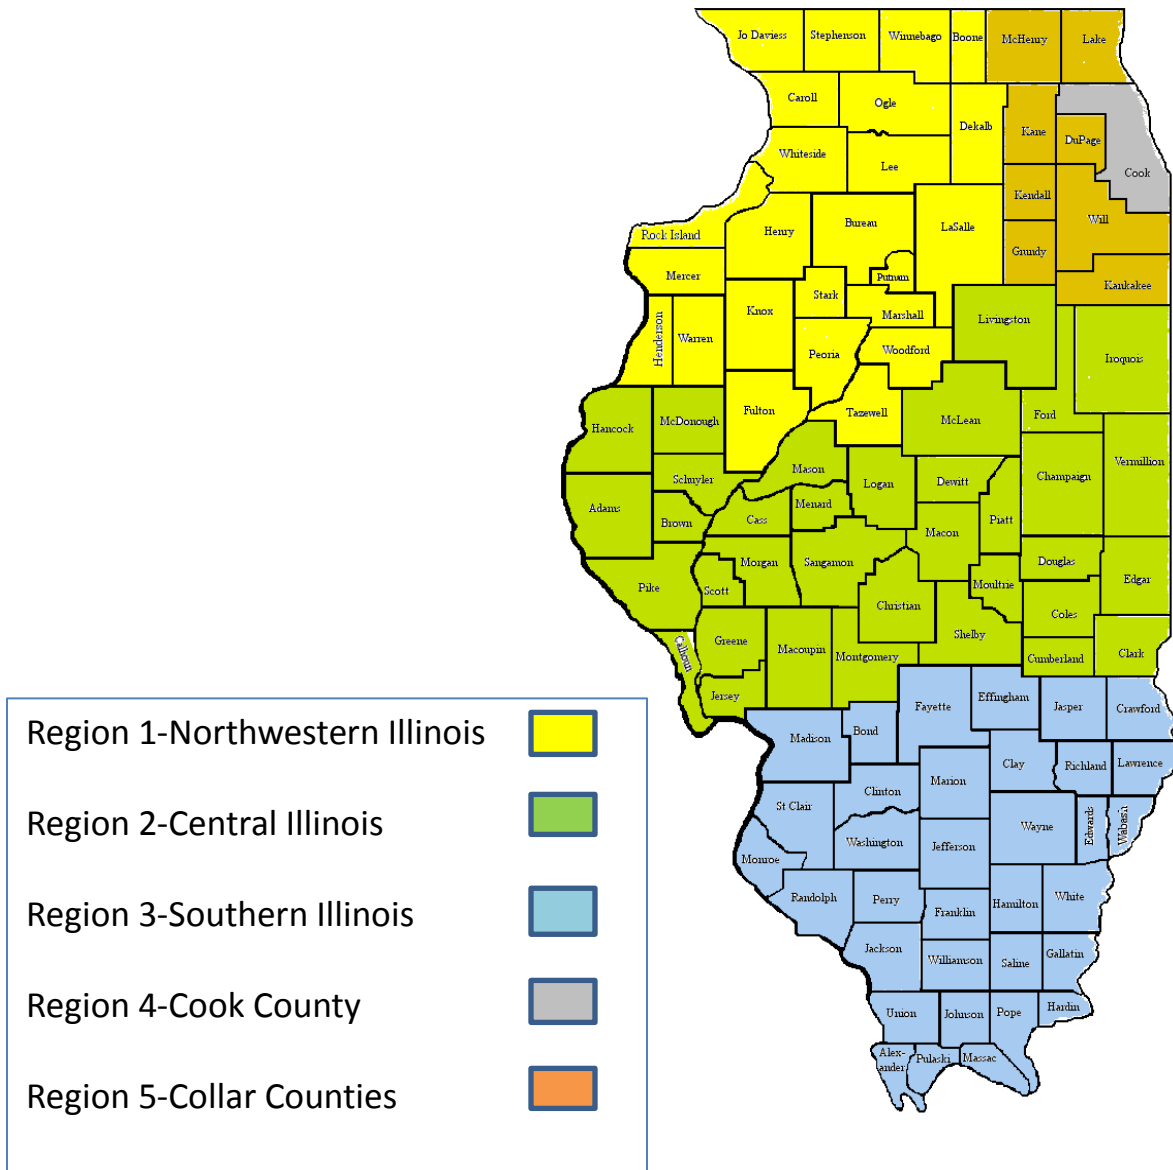 Jo Daviess Stephenson Winnebago Boone McHenry Lake
Caroll Ogle Dekalb Kane DuPage Cook
Whiteside Lee Kendall Will
Rock Island Henry Bureau LaSalle Grundy
Mercer Putnam Kankakee
Stark Marshall Livingston
Henderson Warren Knox Peoria Woodford Iroquois
Hancock McDonough Fulton Tazewell McLean Ford
Schuyler Mason Logan Dewitt Champaign Vermillion
Adams Brown Cass Menard Macon Piatt
Pike Scott Morgan Sangamon Christian Moultrie Douglas Edgar
Calhoun Greene Macoupin Montgomery Shelby Coles
Jersey Cumberland Clark
Fayette Effingham Jasper Crawford
Madison Bond Clay Richland Lawrence
St Clair Clinton Marion Wayne Edwards Wabash
Monroe Washington Jefferson
Randolph Perry Franklin Hamilton White
Jackson Williamson Saline Gallatin
Union Johnson Pope Hardin
Alex-
ander
Pulaski Massac
Region 1-Northwestern Illinois
Region 2-Central Illinois
Region 3-Southern Illinois
Region 4-Cook County
Region 5-Collar Counties